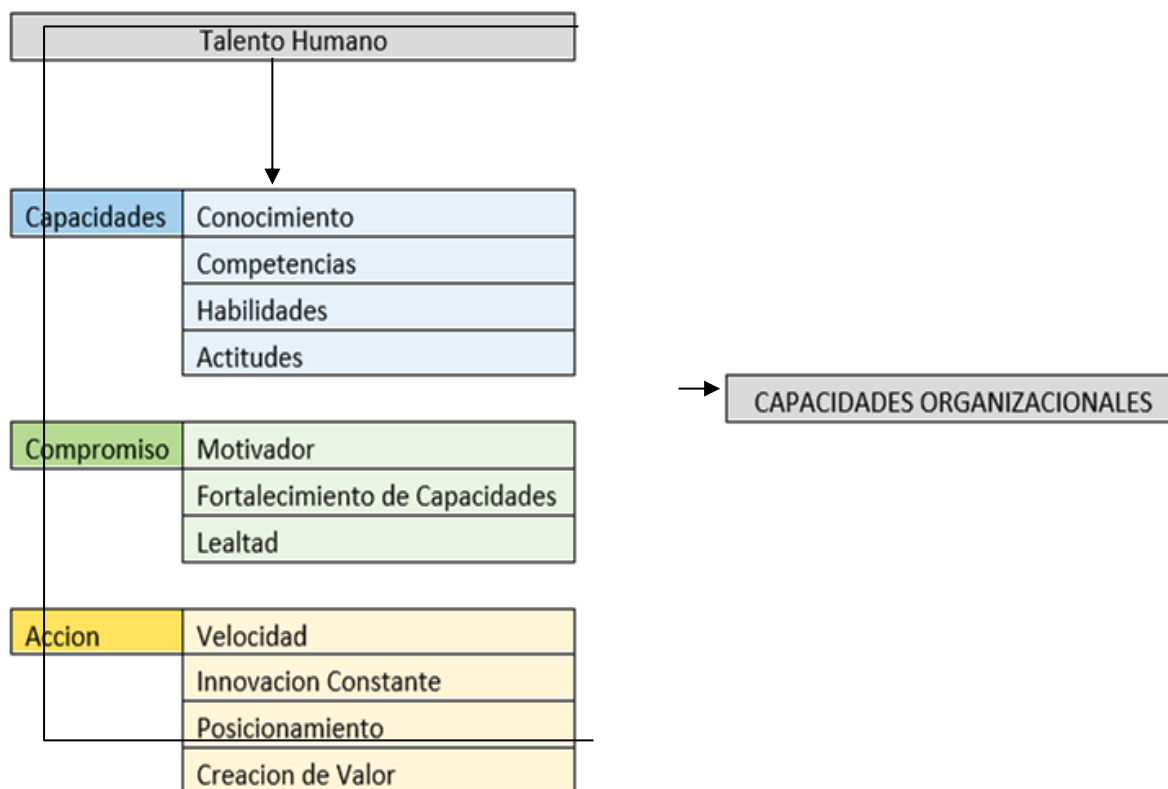 Talento Humano
Capacidades
Conocimiento
Competencias
Habilidades
Actitudes
CAPACIDADES ORGANIZACIONALES
Compromiso
Motivador
Fortalecimiento de Capacidades
Lealtad
Accion
Velocidad
Innovacion Constante
Posicionamiento
Creacion de Valor